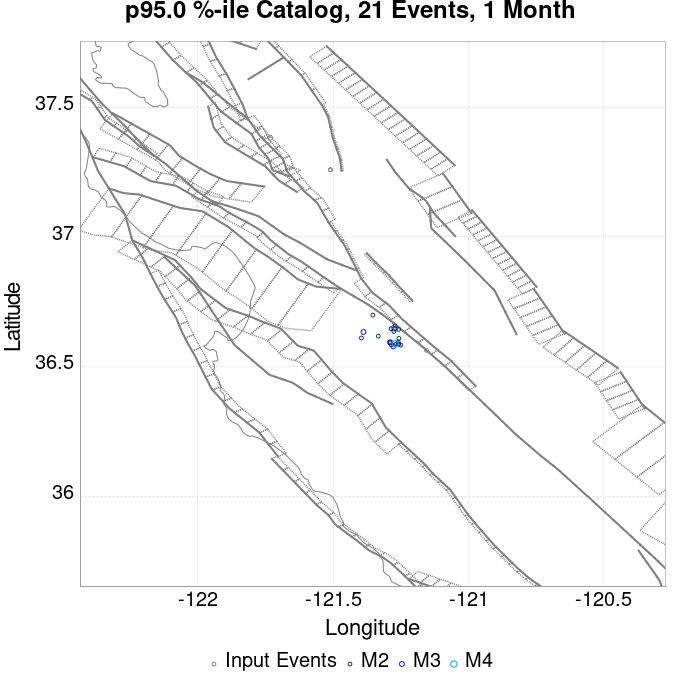 p95.0 %-ile Catalog, 21 Events, 1 Month
37.5
37
36.5
36
Latitude
-122
-121.5
-121
-120.5
Longitude
Input Events M2 M3 M4